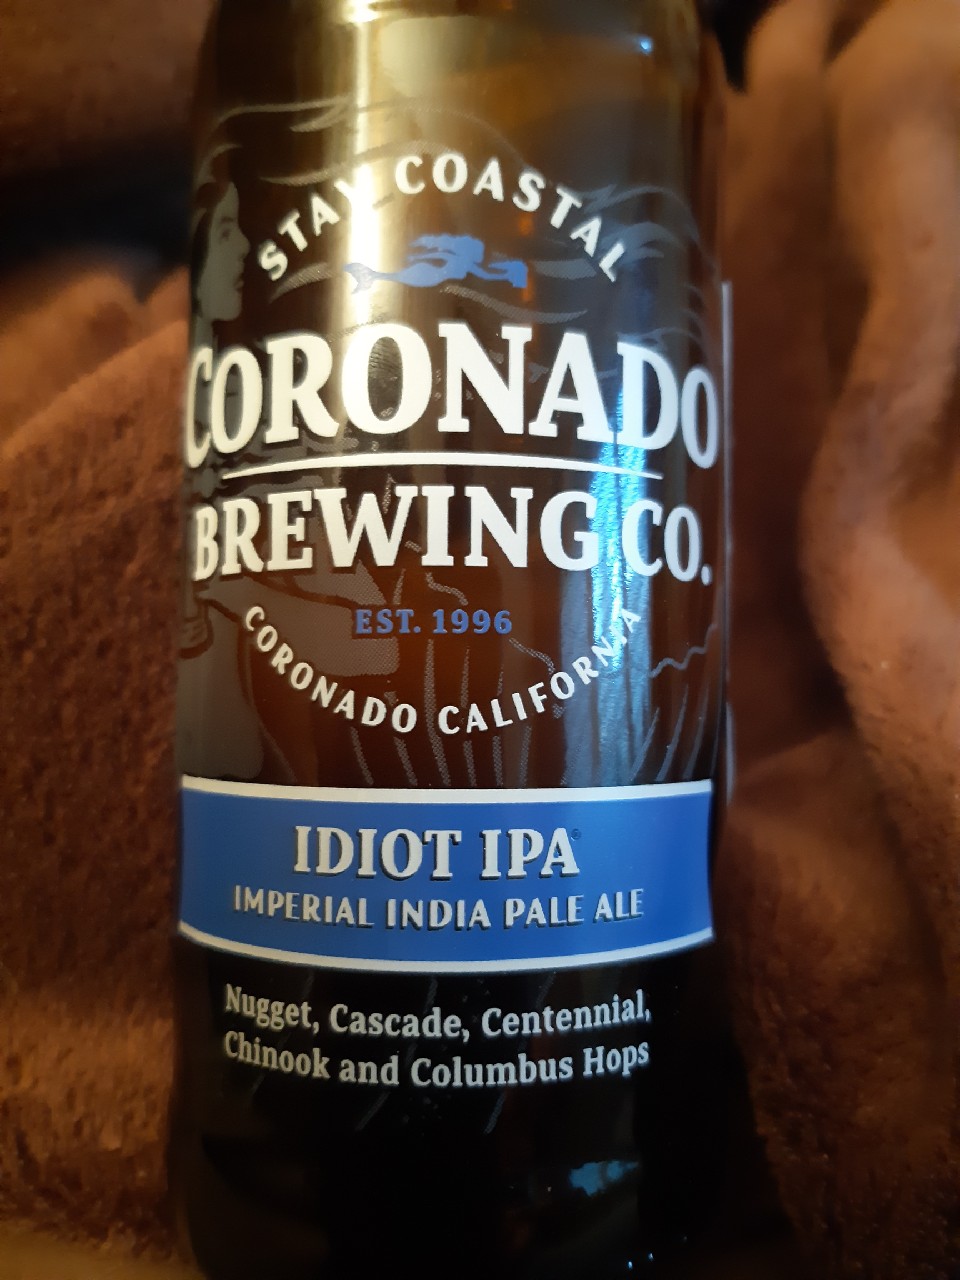 STAY COASTAL
CORONADO
BREWING CO.
EST. 1996
CORONADO CALIFORNIA
IDIOT IPA®
IMPERIAL INDIA PALE ALE
Nugget, Cascade, Centennial,
Chinook and Columbus Hops